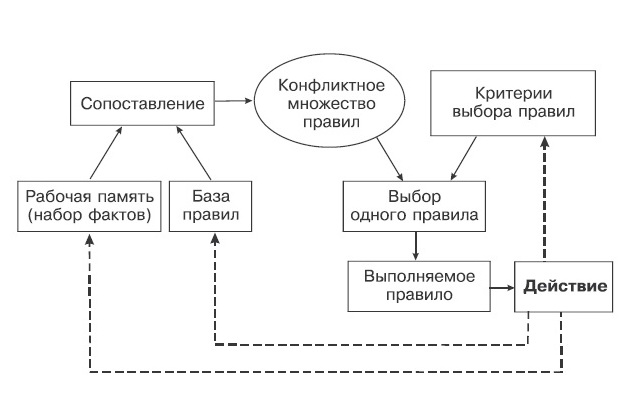 Сопоставление
Конфликтное
множество
правил
Критерии
выбора правил
Рабочая память
(набор фактов)
База
правил
Выбор
одного правила
Выполняемое
правило
Действие